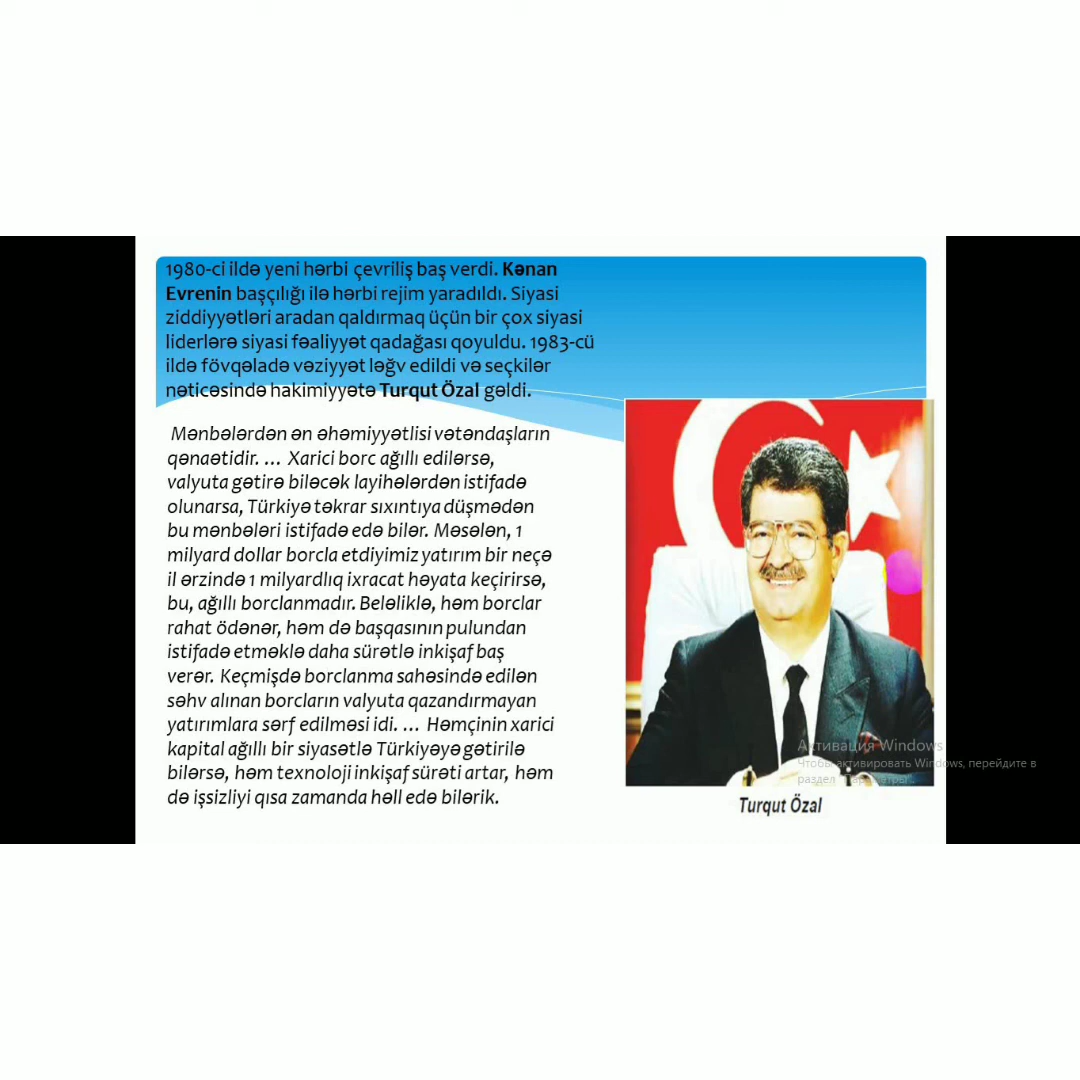 1980-ci ildə yeni hərbi çevriliş baş verdi. Kənan
Evrenin başçılığı ilə hərbi rejim yaradıldı. Siyasi
ziddiyyətləri aradan qaldırmaq üçün bir çox siyasi
liderlərə siyasi fəaliyyət qadağası qoyuldu. 1983-cü
ildə fövqəladə vəziyyət ləğv edildi və seçkilər
nəticəsində hakimiyyətə Turqut Özal gəldi.
Mənbələrdən ən əhəmiyyətlisi vətəndaşların
qənaətidir. ... Xarici borc ağıllı edilərsə,
valyuta gətirə biləcək layihələrdən istifadə
olunarsa, Türkiyə təkrar sıxıntıya düşmədən
bu mənbələri istifadə edə bilər. Məsələn, 1
milyard dollar borcla etdiyimiz yatırım bir neçə
il ərzində 1 milyardlıq ixracat həyata keçirirsə,
bu, ağıllı borclanmadır. Beləliklə, həm borclar
rahat ödənər, həm də başqasının pulundan
istifadə etməklə daha sürətlə inkişaf baş
verər. Keçmişdə borclanma sahəsində edilən
səhv alınan borcların valyuta qazandırmayan
yatırımlara sərf edilməsi idi. ... Həmçinin xarici
kapital ağıllı bir siyasətlə Türkiyəyə gətirilə
bilərsə, həm texnoloji inkişaf sürəti artar, həm
də işsizliyi qısa zamanda həll edə bilərik.
Активация Windows
Чтобы активировать Windows, перейдите в
раздел "Параметры".
Turqut Özal